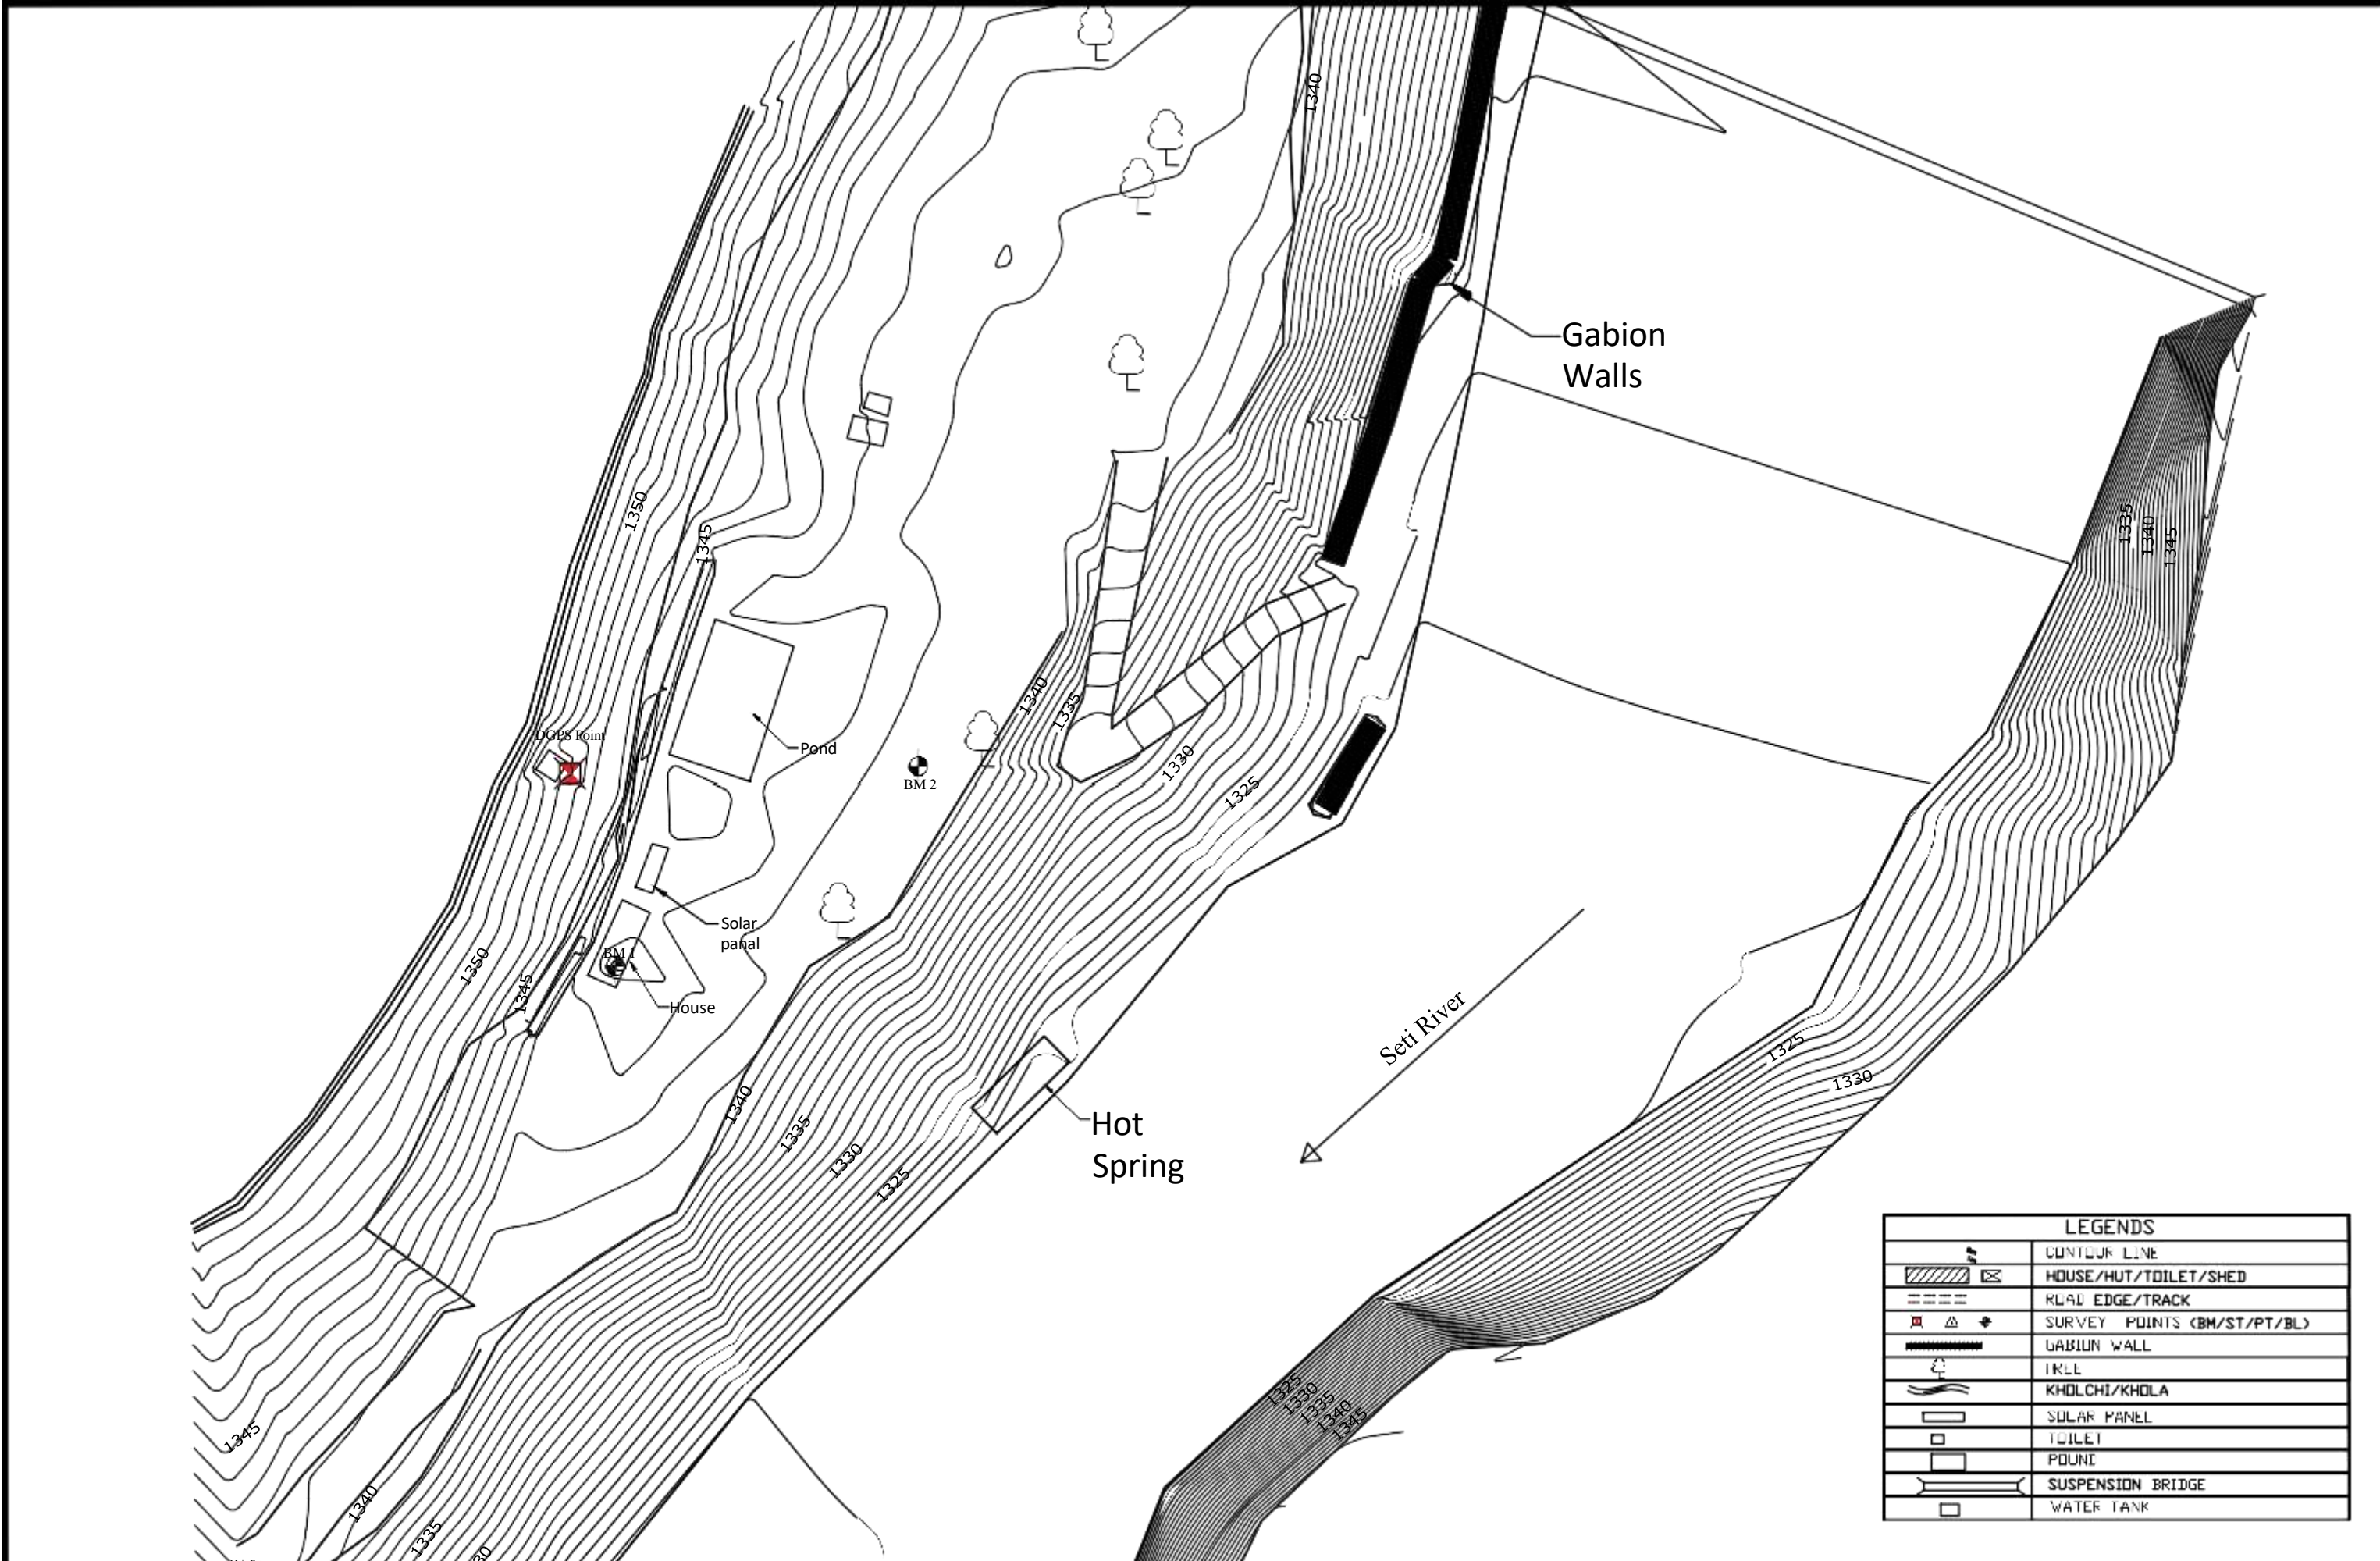 1340
Gabion
Walls
1350
1345
1335
1340
1345
1340
1335
DGPS Point
Pond
1330
BM 2
1325
Solar
panal
BM 1
1350
1345
House
Seti River
1325
1330
1340
Hot
Spring
1335
1330
1325
LEGENDS
CONTOUR LINE
HOUSE/HUT/TOILET/SHED
ROAD EDGE/TRACK
SURVEY POINTS (BM/ST/PT/BL)
GABION WALL
TREE
KHOLCHI/KHOLA
SOLAR PANEL
TOILET
POUND
SUSPENSION BRIDGE
WATER TANK
1325
1330
1335
1340
1345
1345
1340
1335